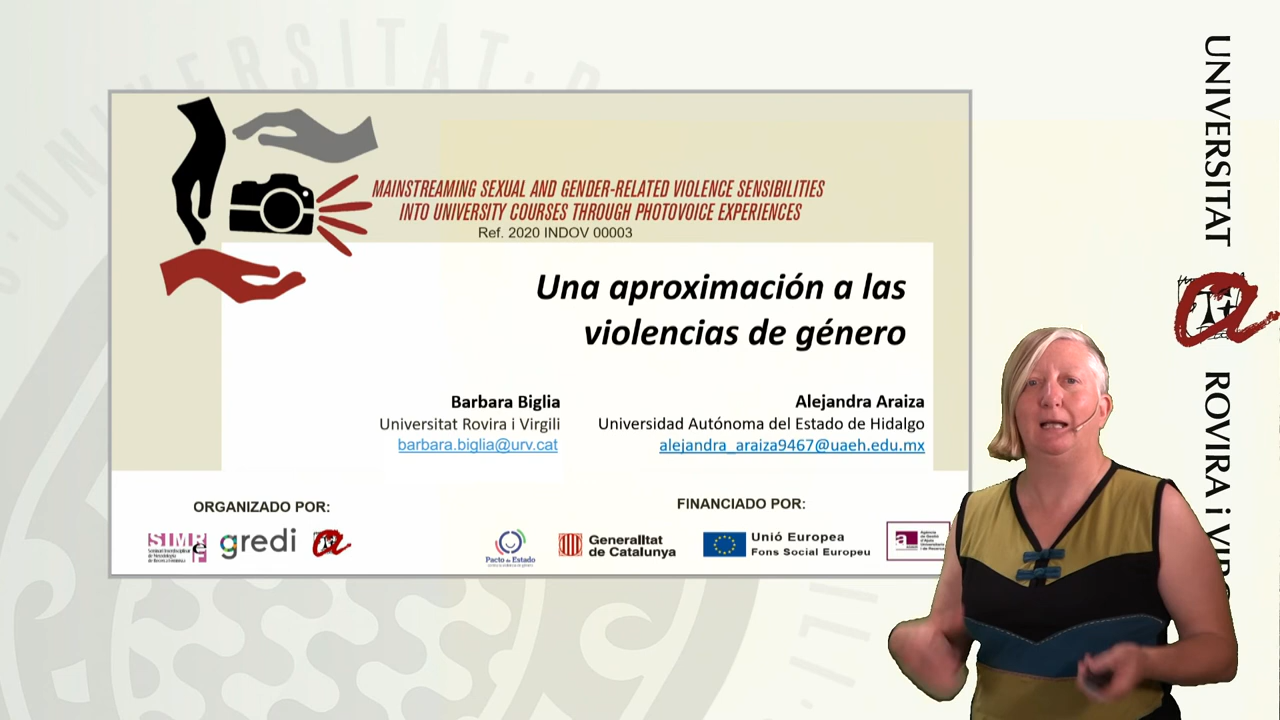 MAINSTREAMING SEXUAL AND GENDER-RELATED VIOLENCE SENSIBILITIES
INTO UNIVERSITY COURSES THROUGH PHOTOVOICE EXPERIENCES
Ref. 2020 INDOV 00003
Una aproximación a las
violencias de género
Barbara Biglia
Universitat Rovira i Virgili
barbara.biglia@urv.cat
Alejandra Araiza
Universidad Autónoma del Estado de Hidalgo
alejandra_araiza9467@uaeh.edu.mx
ORGANIZADO POR:
FINANCIADO POR:
SIMReF
gredi
Pacto de Estado
Generalitat
de Catalunya
Unió Europea
Fons Social Europeu
UNIVERSITAT
ROVIRA i